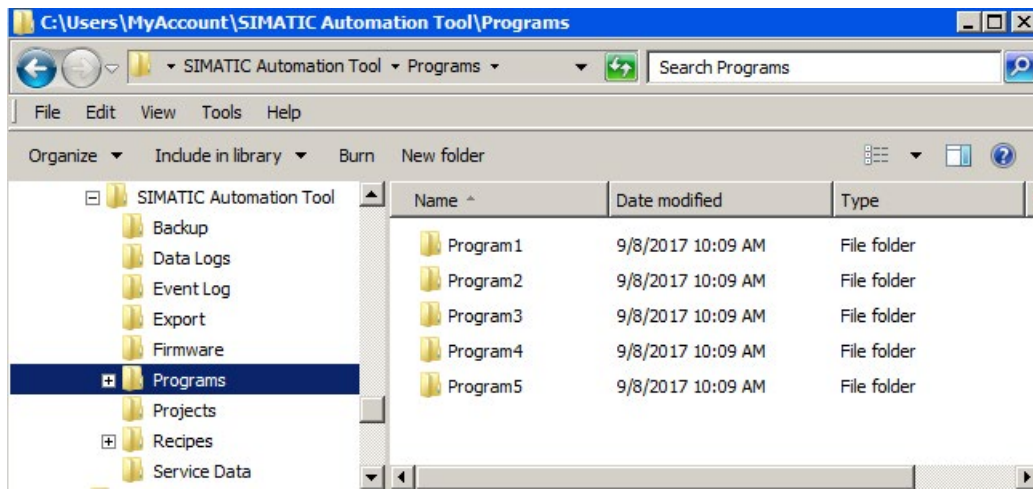 C:\Users\MyAccount\SIMATIC Automation Tool\Programs
SIMATIC Automation Tool Programs Search Programs
File Edit View Tools Help
Organize Include in library Burn New folder
SIMATIC Automation Tool
Backup
Data Logs
Event Log
Export
Firmware
Programs
Projects
Recipes
Service Data
Name Date modified Type
Program1 9/8/2017 10:09 AM File folder
Program2 9/8/2017 10:09 AM File folder
Program3 9/8/2017 10:09 AM File folder
Program4 9/8/2017 10:09 AM File folder
Program5 9/8/2017 10:09 AM File folder